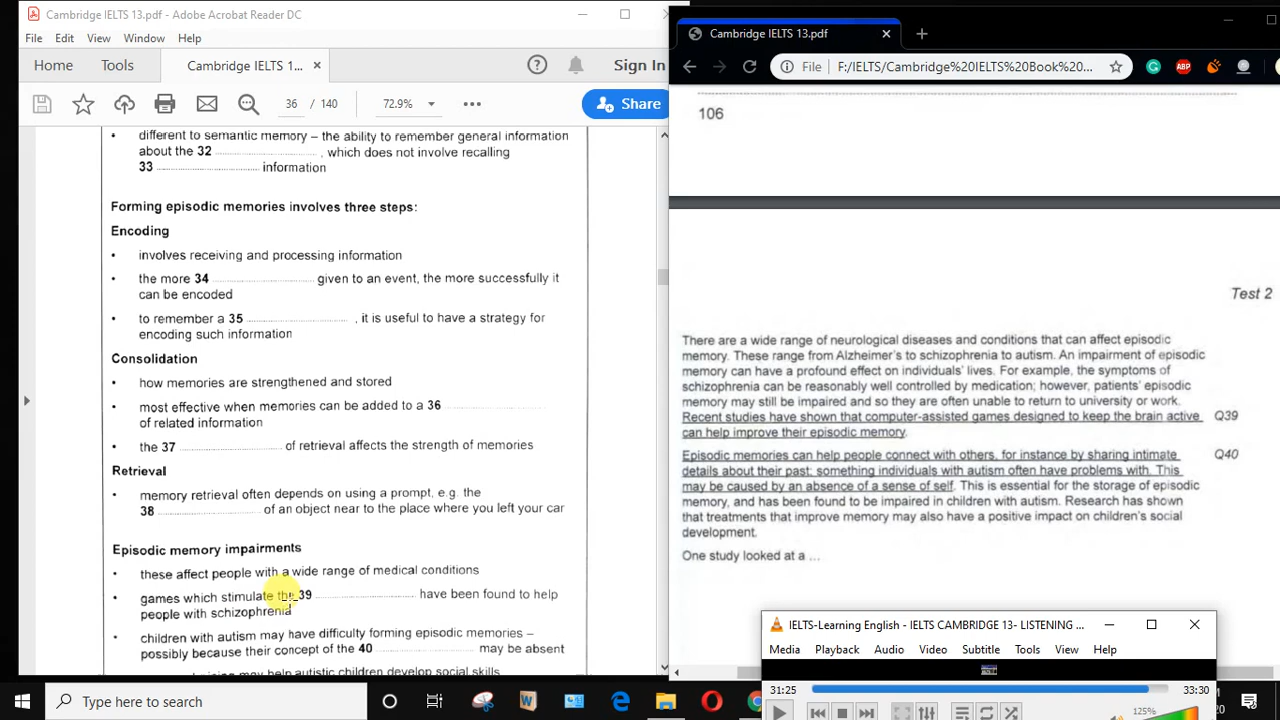 Cambridge IELTS 13.pdf - Adobe Acrobat Reader DC
File Edit View Window Help
Home Tools Cambridge IELTS 1... × Sign In
36 / 140 72.9% Share
different to semantic memory – the ability to remember general information
about the 32 , which does not involve recalling
33 information
Forming episodic memories involves three steps:
Encoding
• involves receiving and processing information
• the more 34 given to an event, the more successfully it
can be encoded
• to remember a 35 , it is useful to have a strategy for
encoding such information
Consolidation
• how memories are strengthened and stored
• most effective when memories can be added to a 36
of related information
• the 37 of retrieval affects the strength of memories
Retrieval
• memory retrieval often depends on using a prompt, e.g. the
38 of an object near to the place where you left your car
Episodic memory impairments
• these affect people with a wide range of medical conditions
• games which stimulate the 39 have been found to help
people with schizophrenia
• children with autism may have difficulty forming episodic memories –
possibly because their concept of the 40 may be absent
may help autistic children develop social skills
Cambridge IELTS 13.pdf
File F:/IELTS/Cambridge%20IELTS%20Book%20... ABP
106
Test 2
There are a wide range of neurological diseases and conditions that can affect episodic
memory. These range from Alzheimer's to schizophrenia to autism. An impairment of episodic
memory can have a profound effect on individuals' lives. For example, the symptoms of
schizophrenia can be reasonably well controlled by medication; however, patients' episodic
memory may still be impaired and so they are often unable to return to university or work.
Recent studies have shown that computer-assisted games designed to keep the brain active Q39
can help improve their episodic memory.
Episodic memories can help people connect with others, for instance by sharing intimate Q40
details about their past; something individuals with autism often have problems with. This
may be caused by an absence of a sense of self. This is essential for the storage of episodic
memory, and has been found to be impaired in children with autism. Research has shown
that treatments that improve memory may also have a positive impact on children's social
development.
One study looked at a ...
IELTS-Learning English - IELTS CAMBRIDGE 13- LISTENING ...
Media Playback Audio Video Subtitle Tools View Help
31:25 33:30
125%
Type here to search
20